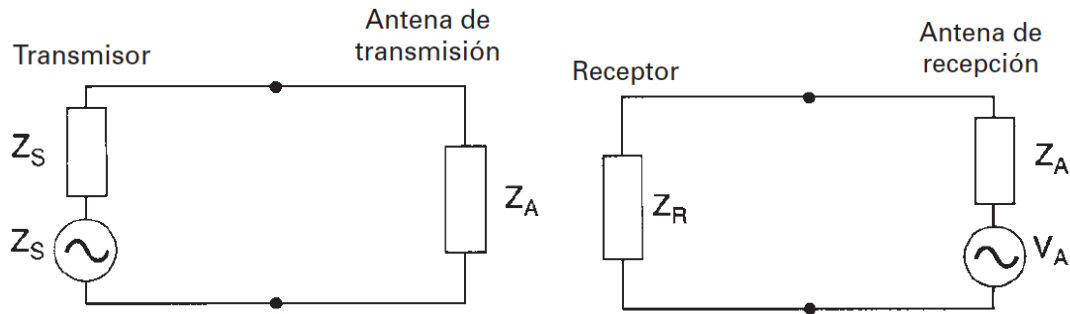 Transmisor
Antena de
transmisión
Z_S
Z_S
Z_A
Receptor
Antena de
recepción
Z_R
Z_A
V_A